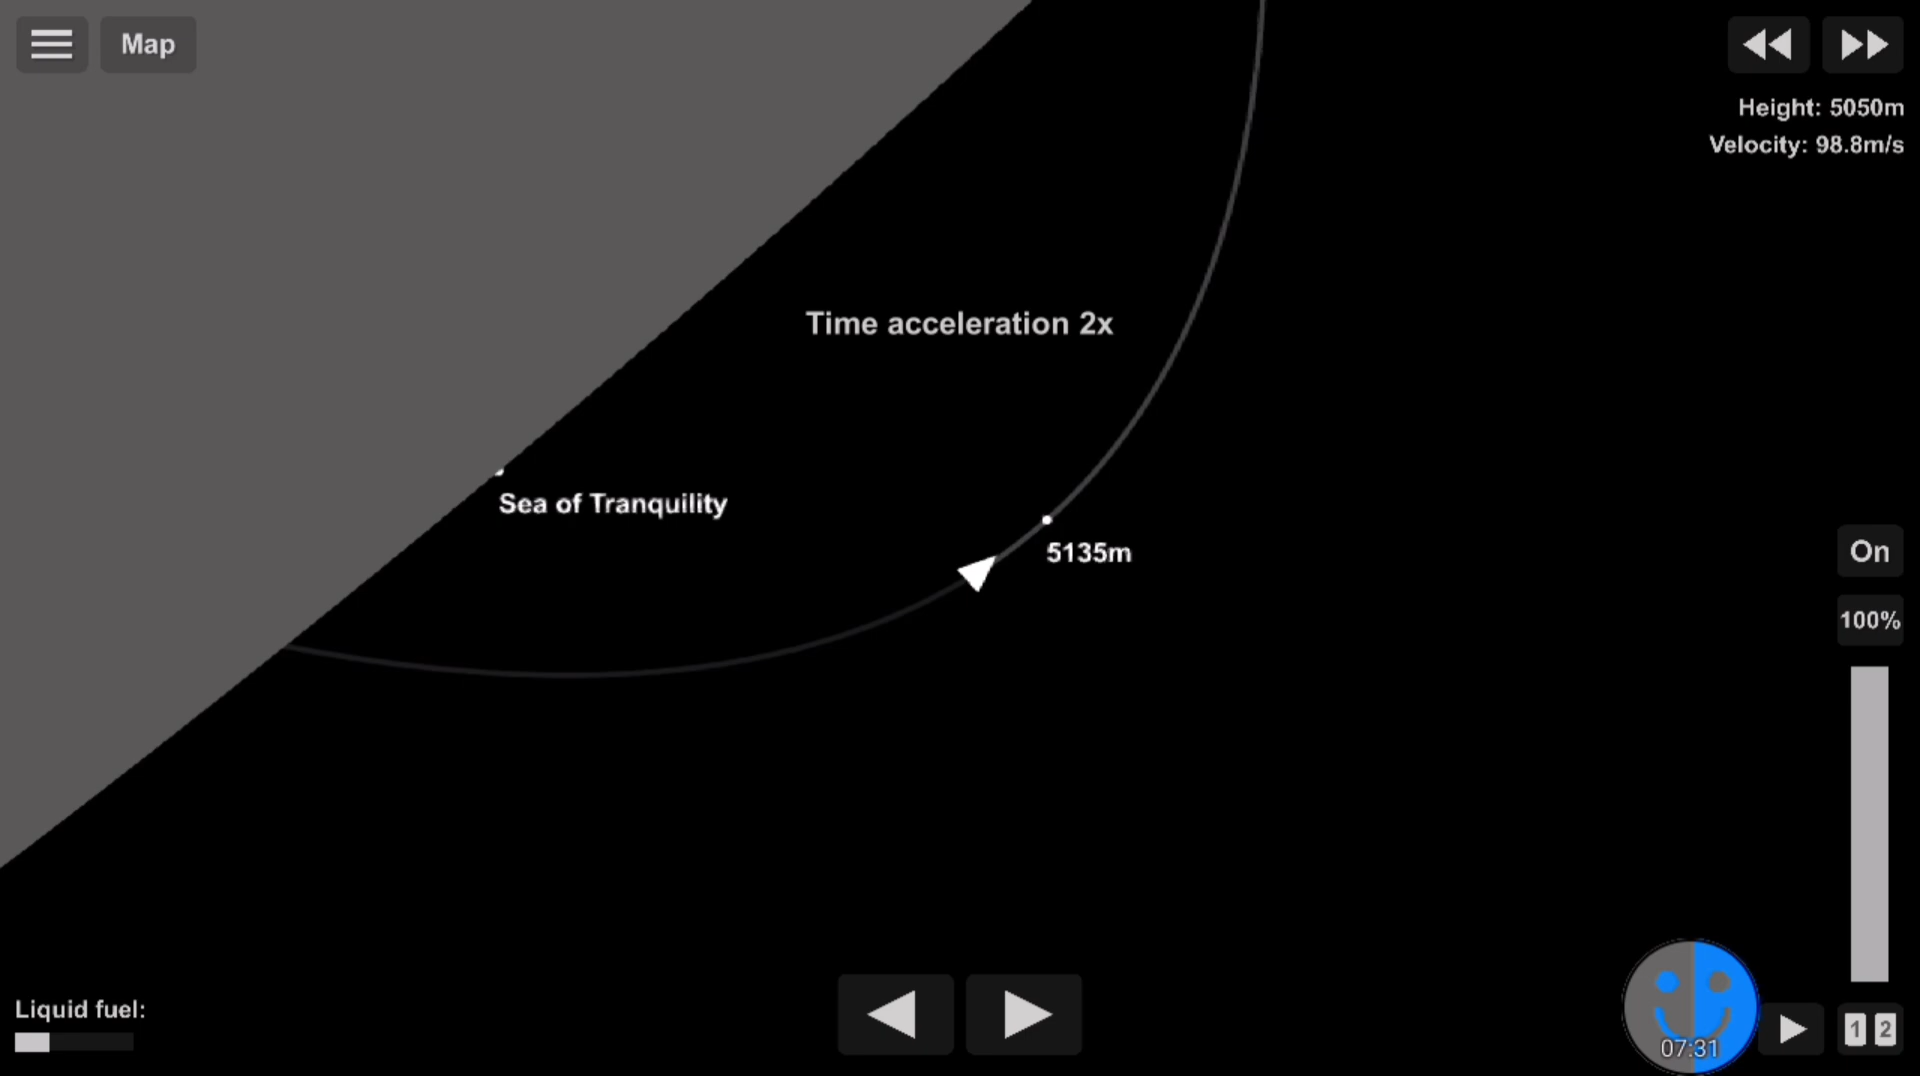 Map
Height: 5050m
Velocity: 98.8m/s
Time acceleration 2x
Sea of Tranquility
5135m
On
100%
Liquid fuel:
07:31
1 2